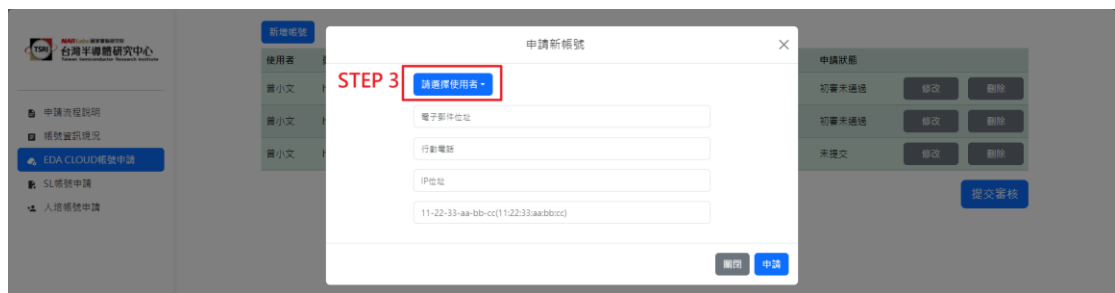 TSRI
NARLabs 國家實驗研究院
台灣半導體研究中心
Taiwan Semiconductor Research Institute
申請流程說明
帳號資訊現況
EDA CLOUD帳號申請
SL帳號申請
人培帳號申請
新增帳號
使用者
申請狀態
曾小文
初審未通過
修改
刪除
曾小文
初審未通過
修改
刪除
曾小文
未提交
修改
刪除
提交審核
申請新帳號
STEP 3
請選擇使用者
電子郵件位址
行動電話
IP位址
11-22-33-aa-bb-cc(11:22:33:aa:bb:cc)
關閉
申請